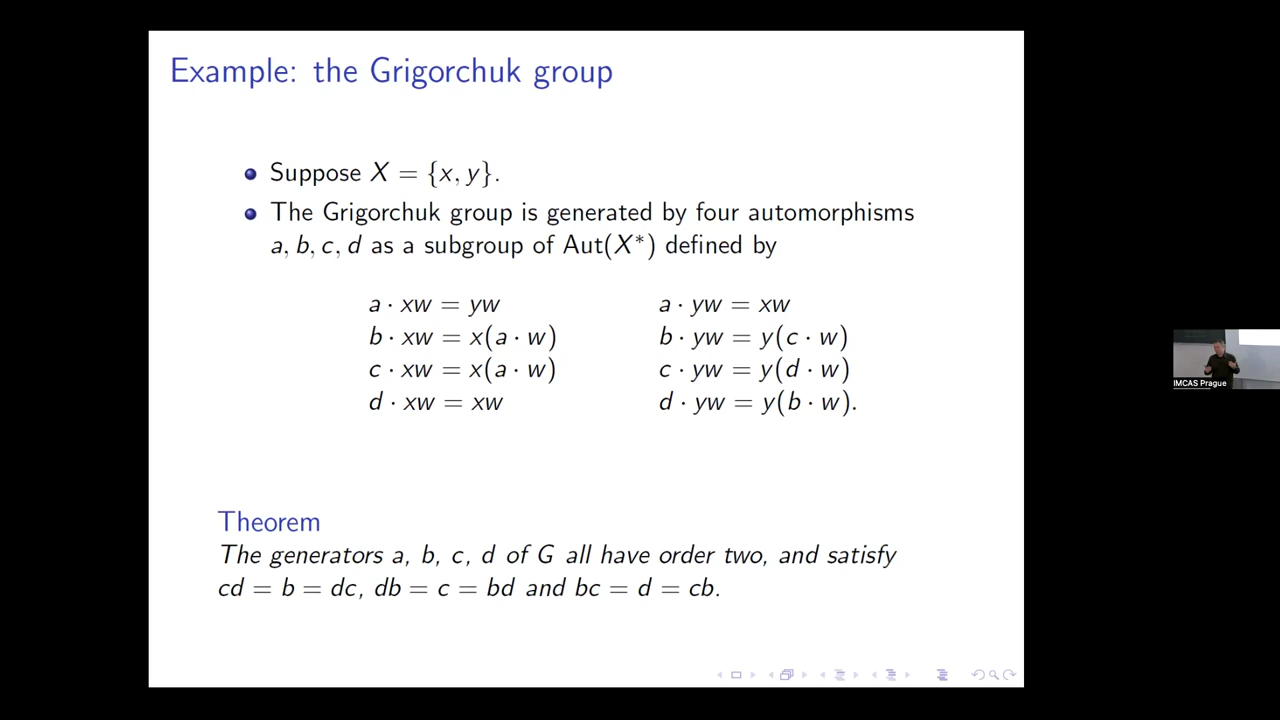 Example: the Grigorchuk group
Suppose X = {x, y}.
The Grigorchuk group is generated by four automorphisms
a, b, c, d as a subgroup of Aut(X*) defined by
a · xw = yw    a · yw = xw
b · xw = x(a · w)    b · yw = y(c · w)
c · xw = x(a · w)    c · yw = y(d · w)
d · xw = xw    d · yw = y(b · w).
Theorem
The generators a, b, c, d of G all have order two, and satisfy
cd = b = dc, db = c = bd and bc = d = cb.
IMCAS Prague